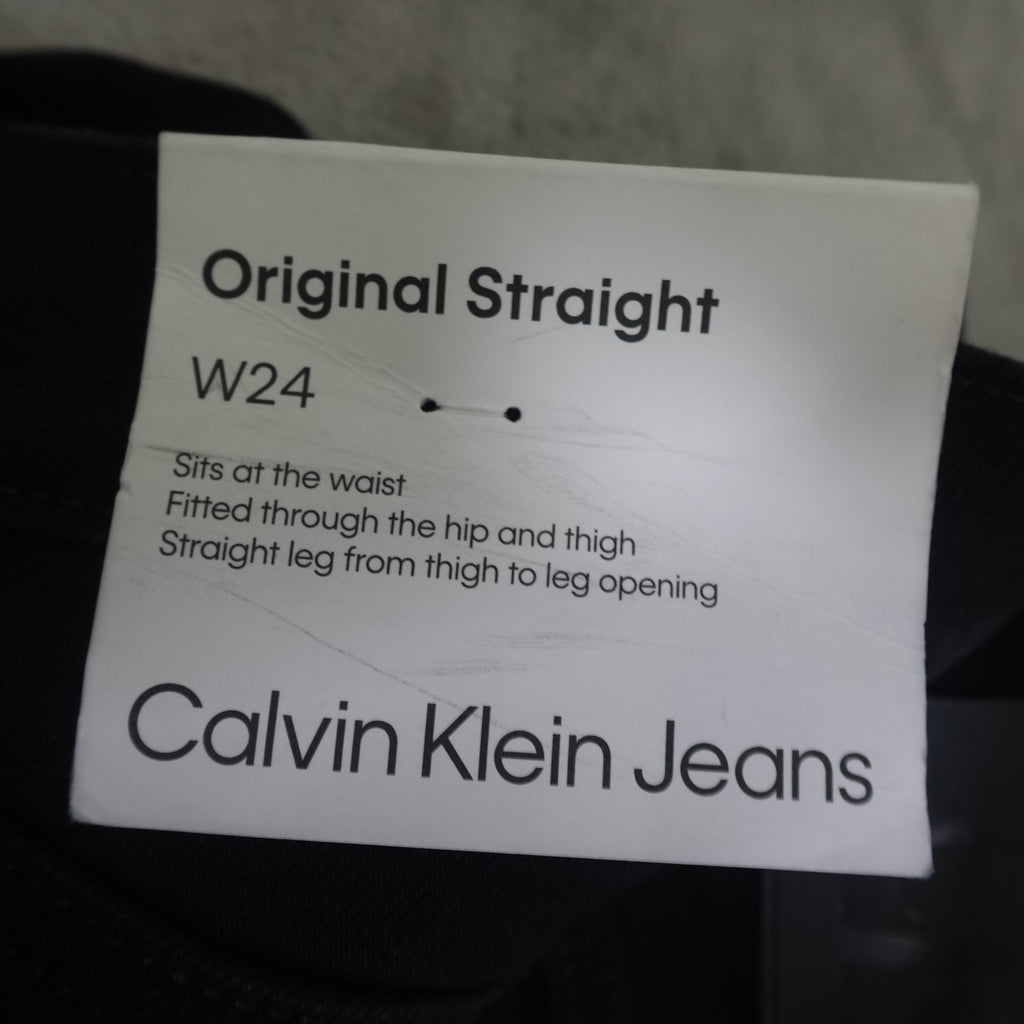 Original Straight
W24
Sits at the waist
Fitted through the hip and thigh
Straight leg from thigh to leg opening
Calvin Klein Jeans